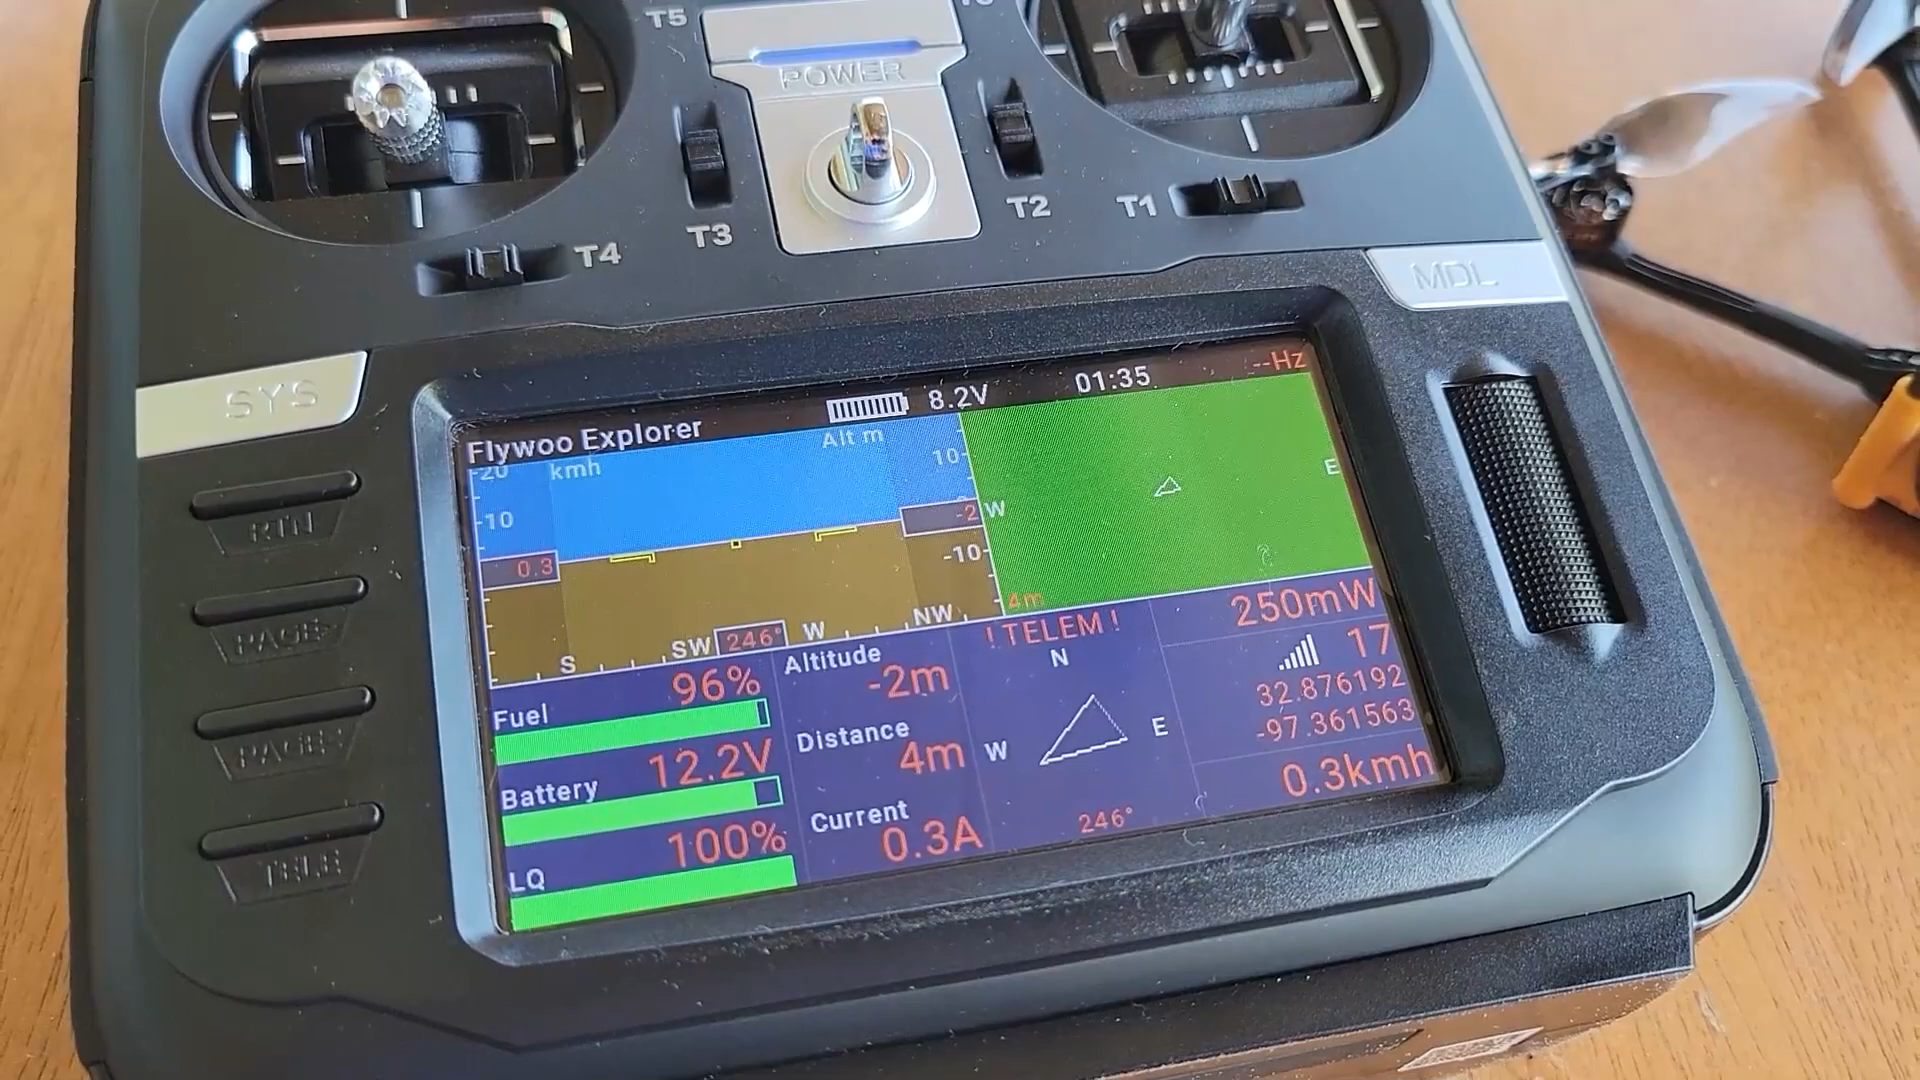 T5
POWER
T3
T2
T1
T4
MDL
SYS
RTN
PAGE>
PAGE<
TELE
Flywoo Explorer
8.2V
01:35
--Hz
-20
kmh
Alt m
10-
-10
-2
W
E
0.3
-10-
4m
S
SW
246°
W
NW
Fuel
96%
Battery
12.2V
LQ
100%
Altitude
-2m
Distance
4m
Current
0.3A
! TELEM !
N
W
E
246°
250mW
17
32.876192
-97.361563
0.3kmh